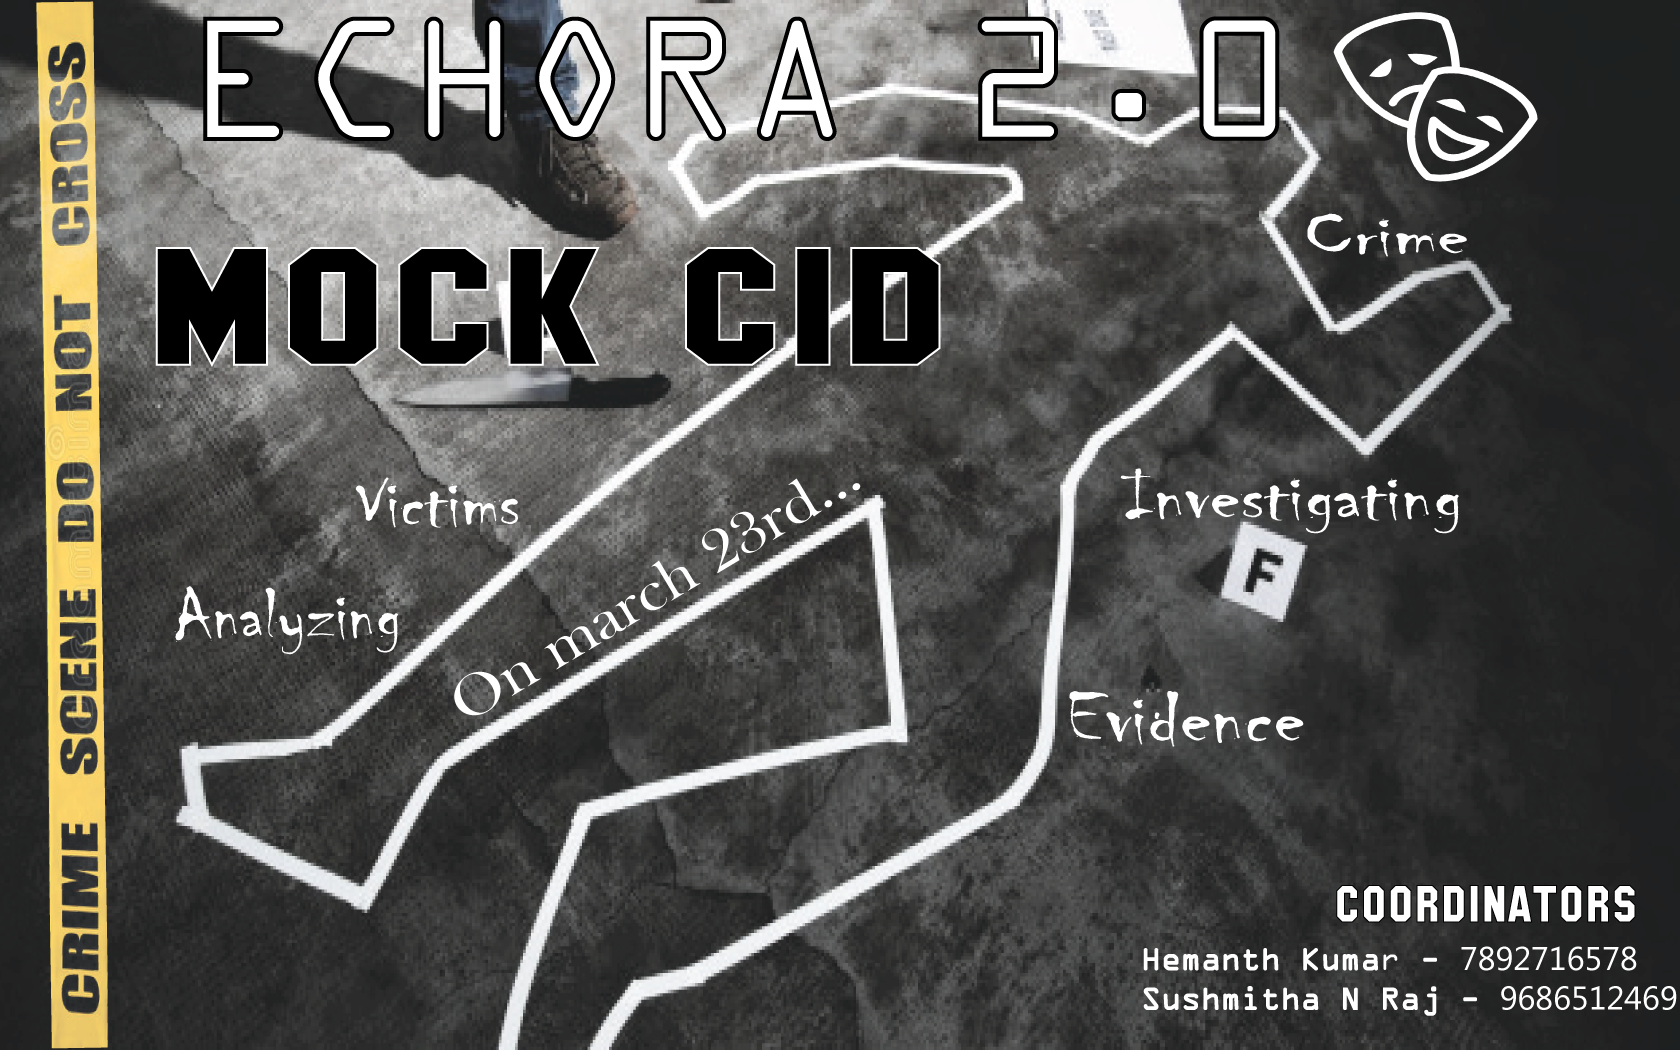 ECHORA 2.0
MOCK CID
CRIME SCENE DO NOT CROSS
Crime
Victims
Investigating
On march 23rd...
F
Analyzing
Evidence
COORDINATORS
Hemanth Kumar - 7892716578
Sushmitha N Raj - 9686512469